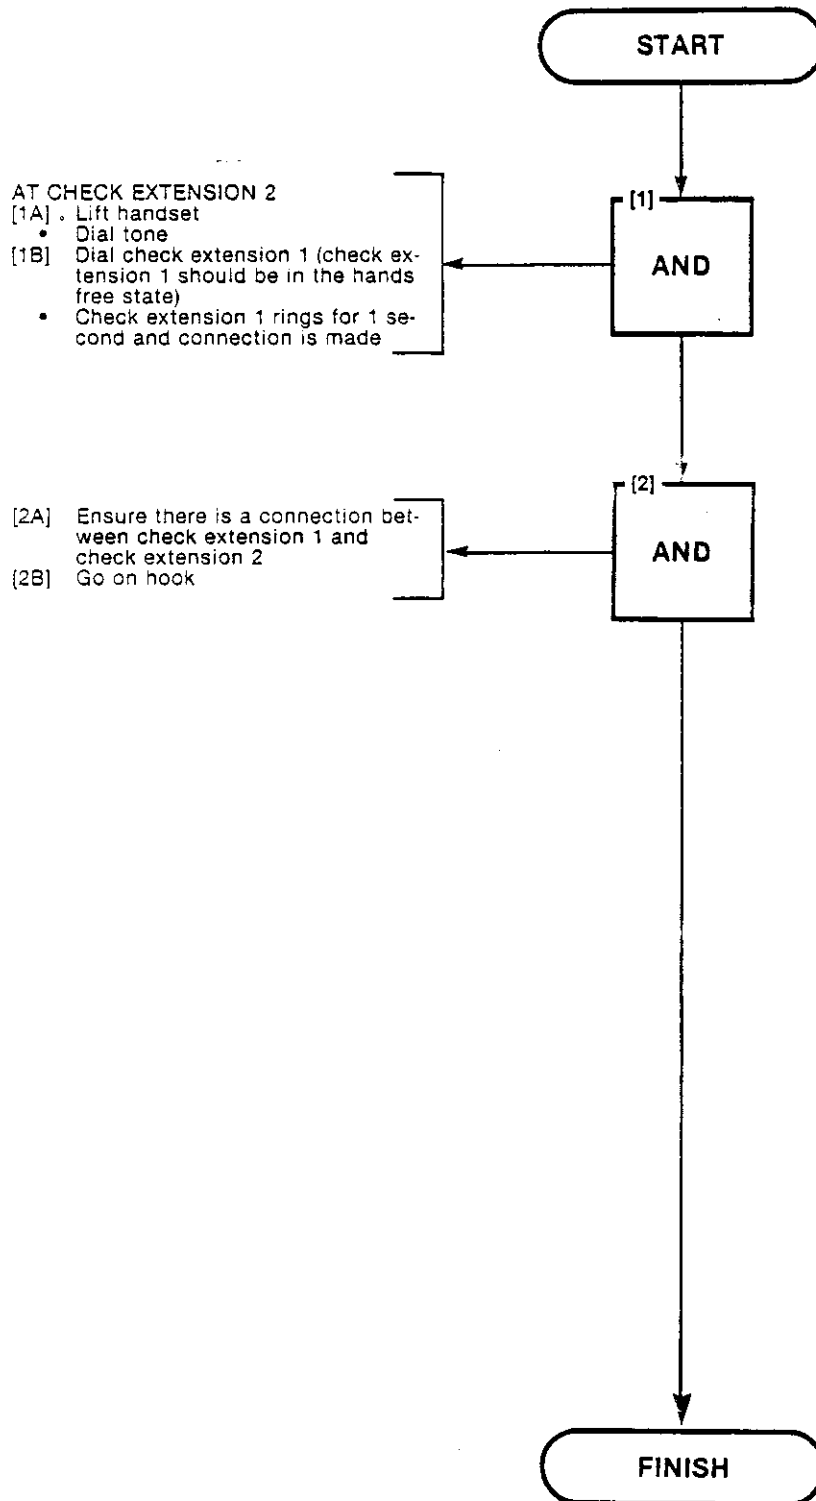 START
AT CHECK EXTENSION 2
[1A] . Lift handset
• Dial tone
[1B] Dial check extension 1 (check ex-
tension 1 should be in the hands
free state)
• Check extension 1 rings for 1 se-
cond and connection is made
[1]
AND
[2A] Ensure there is a connection bet-
ween check extension 1 and
check extension 2
[2B] Go on hook
[2]
AND
FINISH